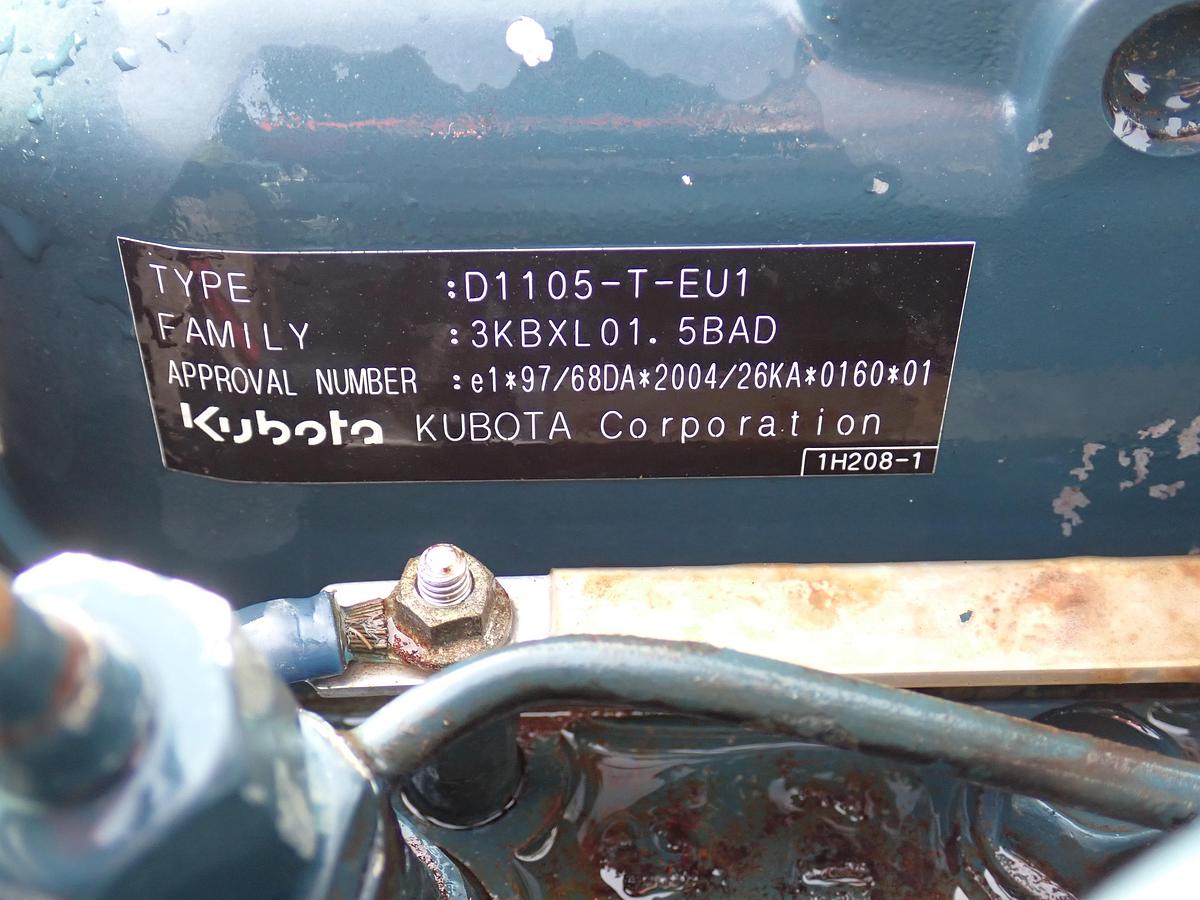 TYPE :D1105-T-EU1
FAMILY :3KBXL01.5BAD
APPROVAL NUMBER :e1*97/68DA*2004/26KA*0160*01
Kubota KUBOTA Corporation
1H208-1